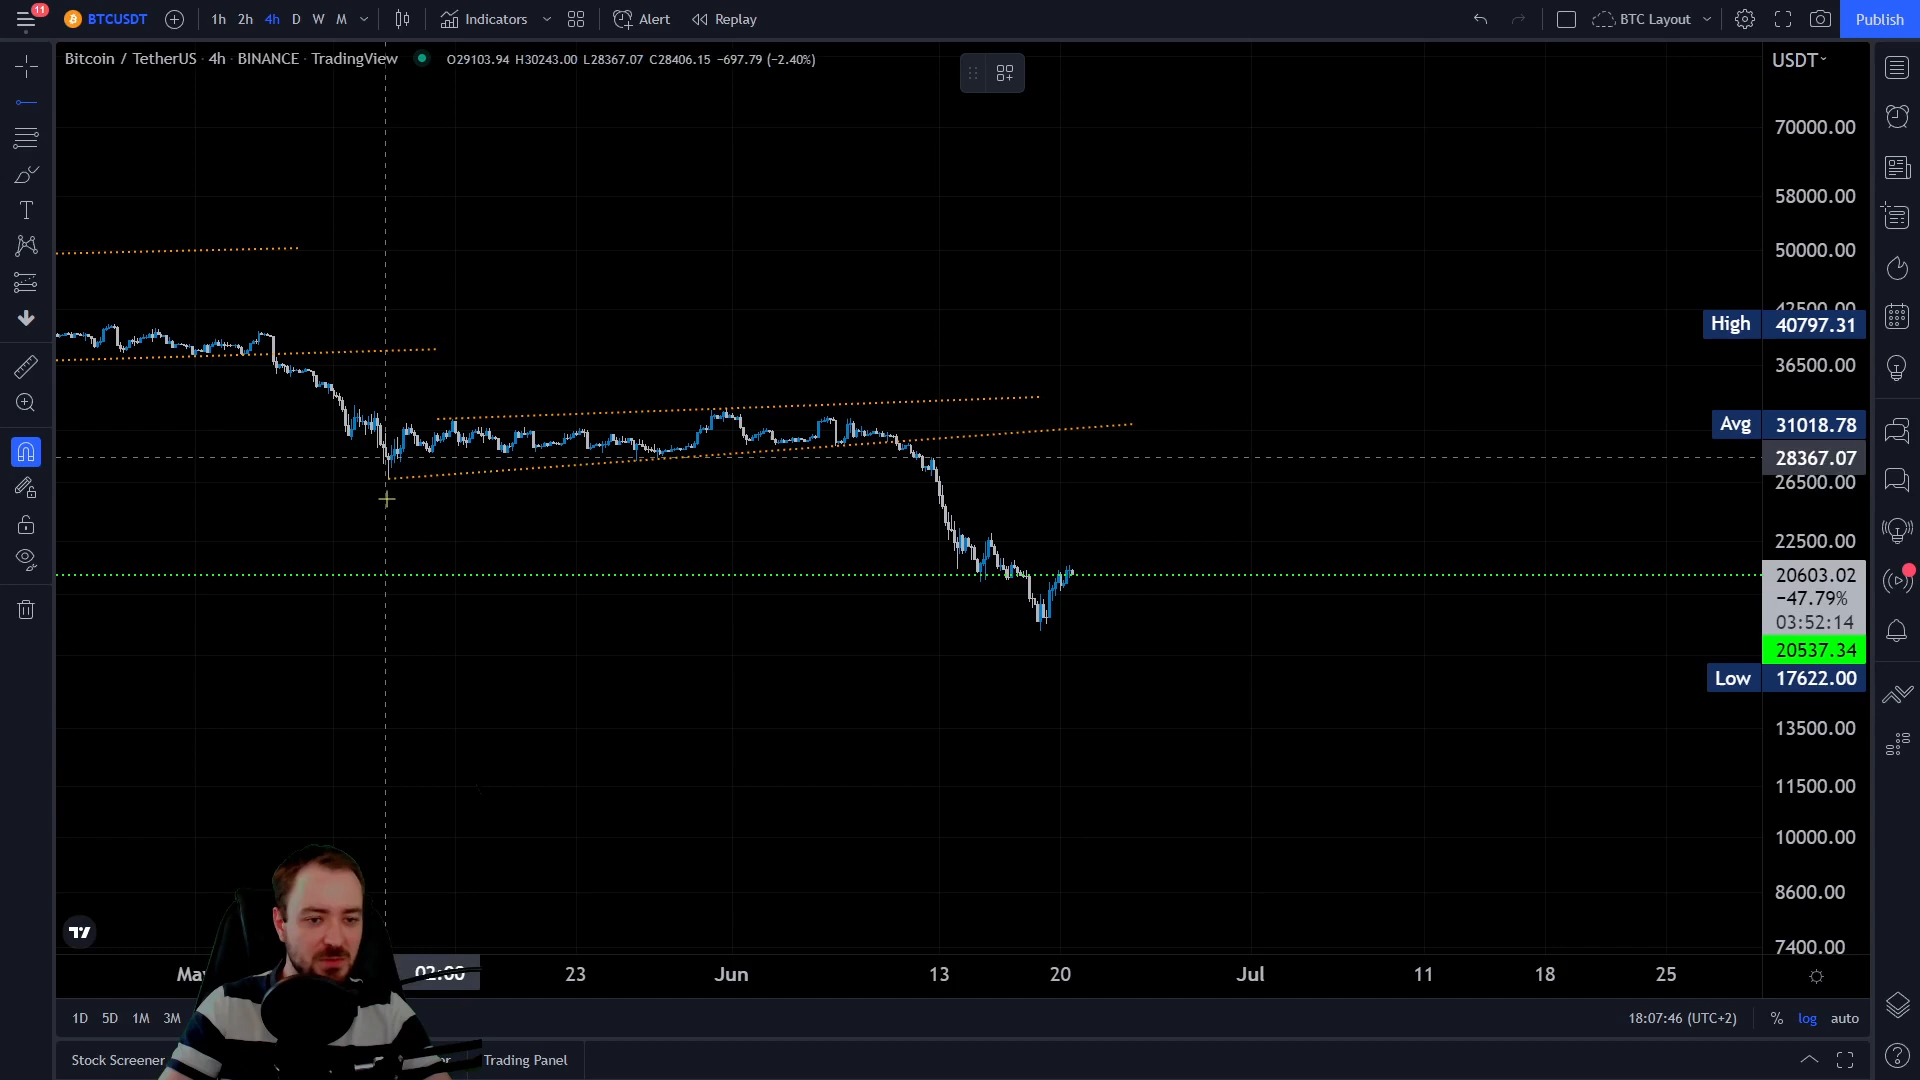 11
BTCUSDT
1h 2h 4h D W M
Indicators
Alert
Replay
BTC Layout
Publish
Bitcoin / TetherUS · 4h · BINANCE · TradingView
O29103.94 H30243.00 L28367.07 C28406.15 −697.79 (−2.40%)
USDT
70000.00
58000.00
50000.00
42500.00
High 40797.31
36500.00
Avg 31018.78
28367.07
26500.00
22500.00
20603.02
−47.79%
03:52:14
20537.34
Low 17622.00
13500.00
11500.00
10000.00
8600.00
7400.00
02:00 23 Jun 13 20 Jul 11 18 25
1D 5D 1M 3M
18:07:46 (UTC+2)
% log auto
Stock Screener
Trading Panel